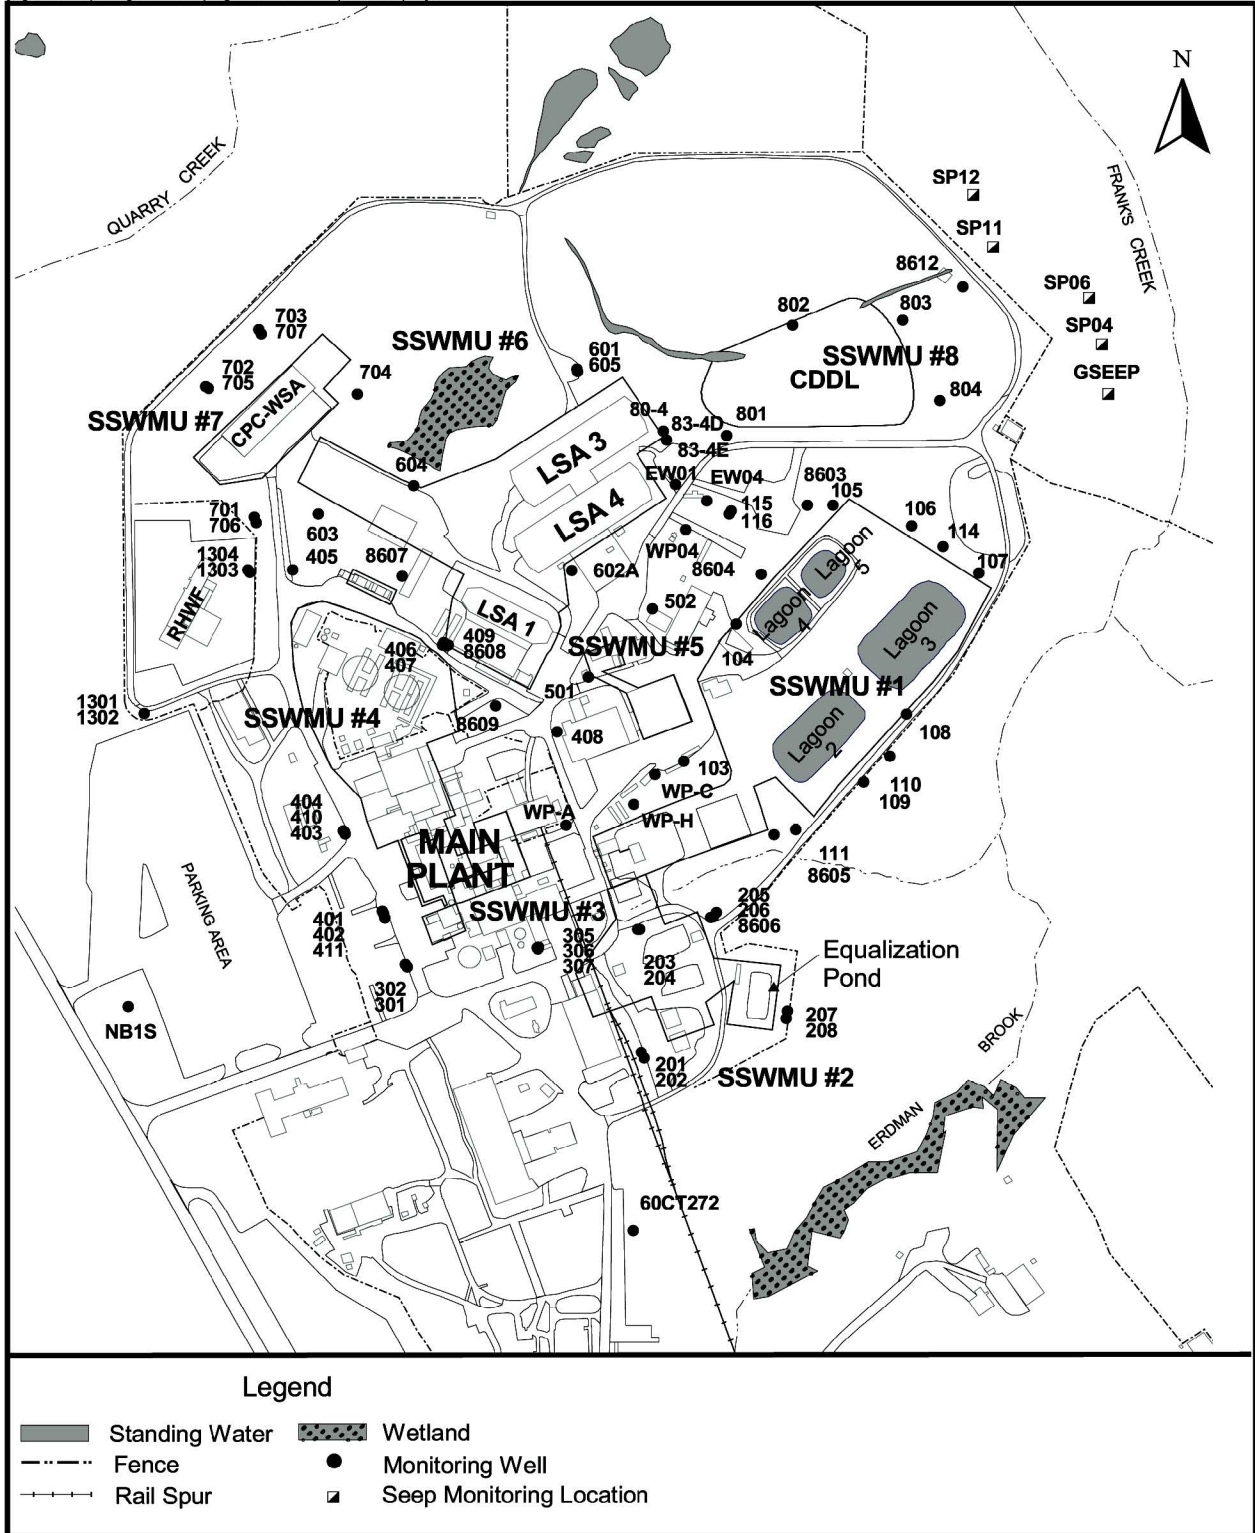 N
QUARRY CREEK
FRANK'S CREEK
SP12
SP11
8612
SP06
SP04
GSEEP
802
803
703
707
SSWMU #6
601
605
SSWMU #8
CDDL
702
705
704
804
SSWMU #7
CPC-WSA
80-4
83-4D
801
83-4E
LSA 3
604
EW01
EW04
8603
LSA 4
105
115
116
106
701
706
603
405
114
1304
1303
8607
WP04
8604
602A
Lagoon
5
107
RHWF
LSA 1
502
Lagoon
4
Lagoon
3
406
407
409
8608
SSWMU #5
104
501
SSWMU #1
1301
1302
SSWMU #4
8609
408
Lagoon
2
108
103
WP-C
110
109
404
410
403
WP-A
WP-H
MAIN
PLANT
111
8605
PARKING AREA
SSWMU #3
205
206
8606
401
402
411
305
306
307
Equalization
Pond
203
204
302
301
207
208
NB1S
201
202
SSWMU #2
ERDMAN BROOK
60CT272
Legend
Standing Water
Wetland
Fence
Monitoring Well
Rail Spur
Seep Monitoring Location